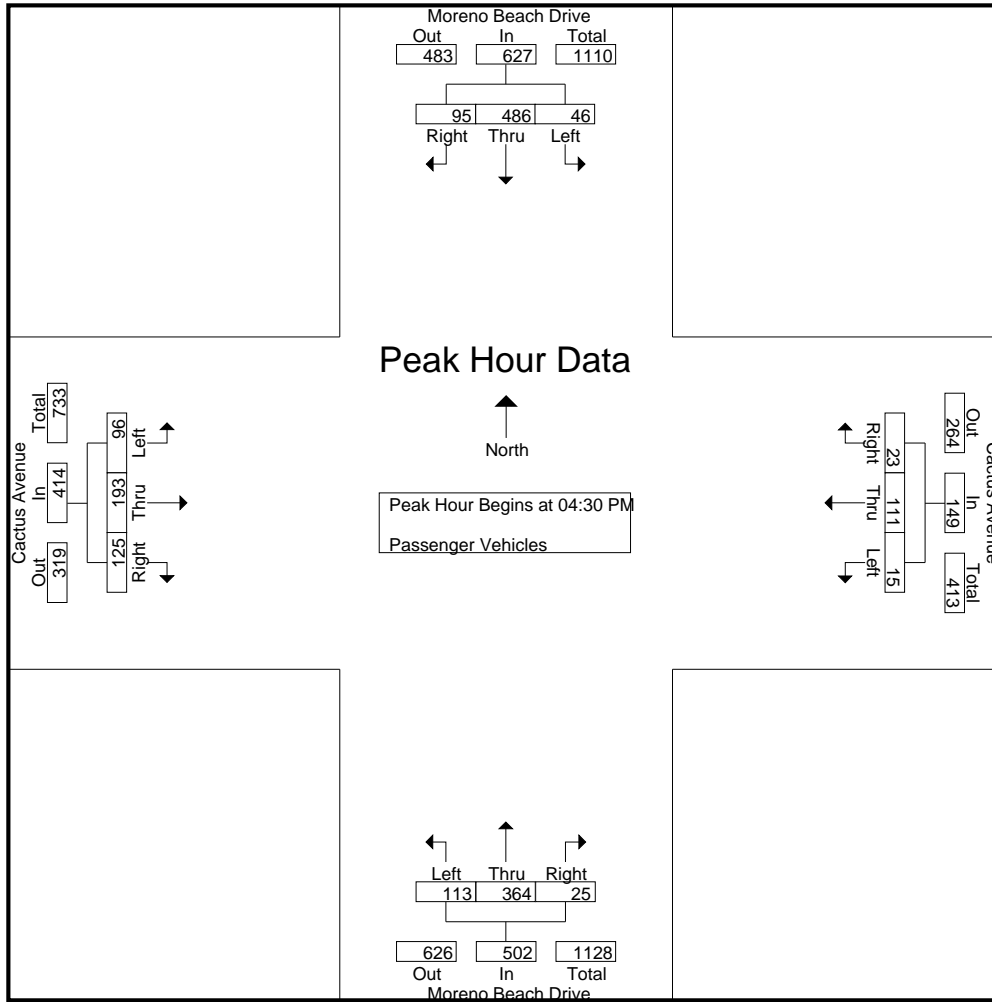 Moreno Beach Drive
Out In Total
483 627 1110
95 486 46
Right Thru Left
Peak Hour Data
North
Peak Hour Begins at 04:30 PM
Passenger Vehicles
Cactus Avenue
Total In Out
733 414 319
96 193 125
Left Thru Right
Right Thru Left
23 111 15
Out In Total
264 149 413
Cactus Avenue
Left Thru Right
113 364 25
626 502 1128
Out In Total
Moreno Beach Drive